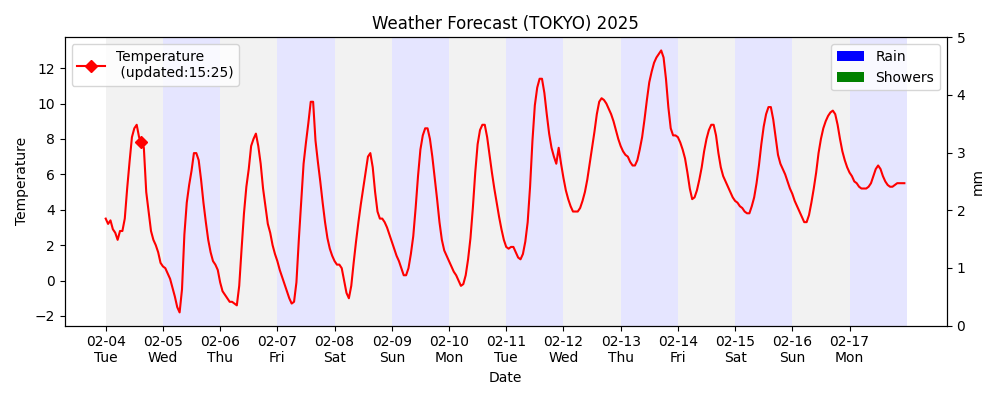 Weather Forecast (TOKYO) 2025
Temperature
(updated:15:25)
Rain
Showers
Temperature
12
10
8
6
4
2
0
−2
5
4
3
2
1
0
mm
02-04 02-05 02-06 02-07 02-08 02-09 02-10 02-11 02-12 02-13 02-14 02-15 02-16 02-17
Tue Wed Thu Fri Sat Sun Mon Tue Wed Thu Fri Sat Sun Mon
Date